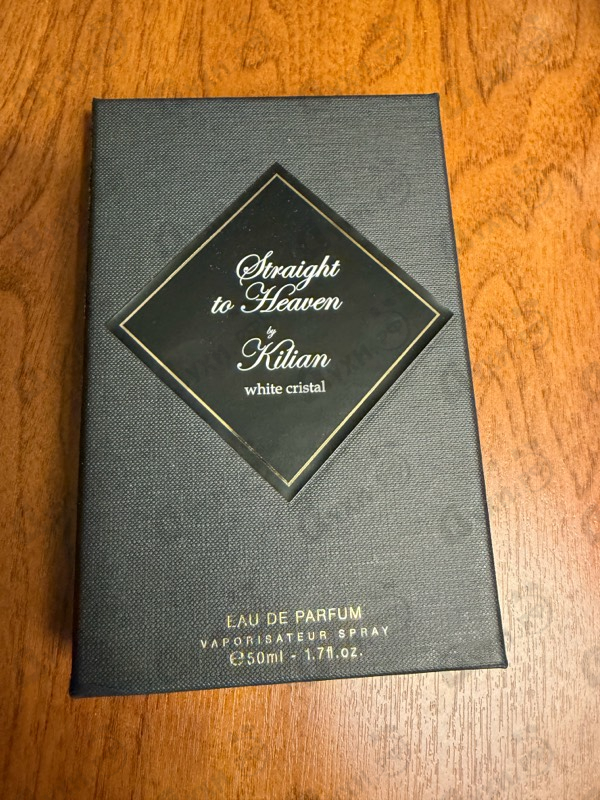 Straight
to Heaven
by
Kilian
white cristal
EAU DE PARFUM
VAPORISATEUR SPRAY
℮50ml - 1.7fl.oz.